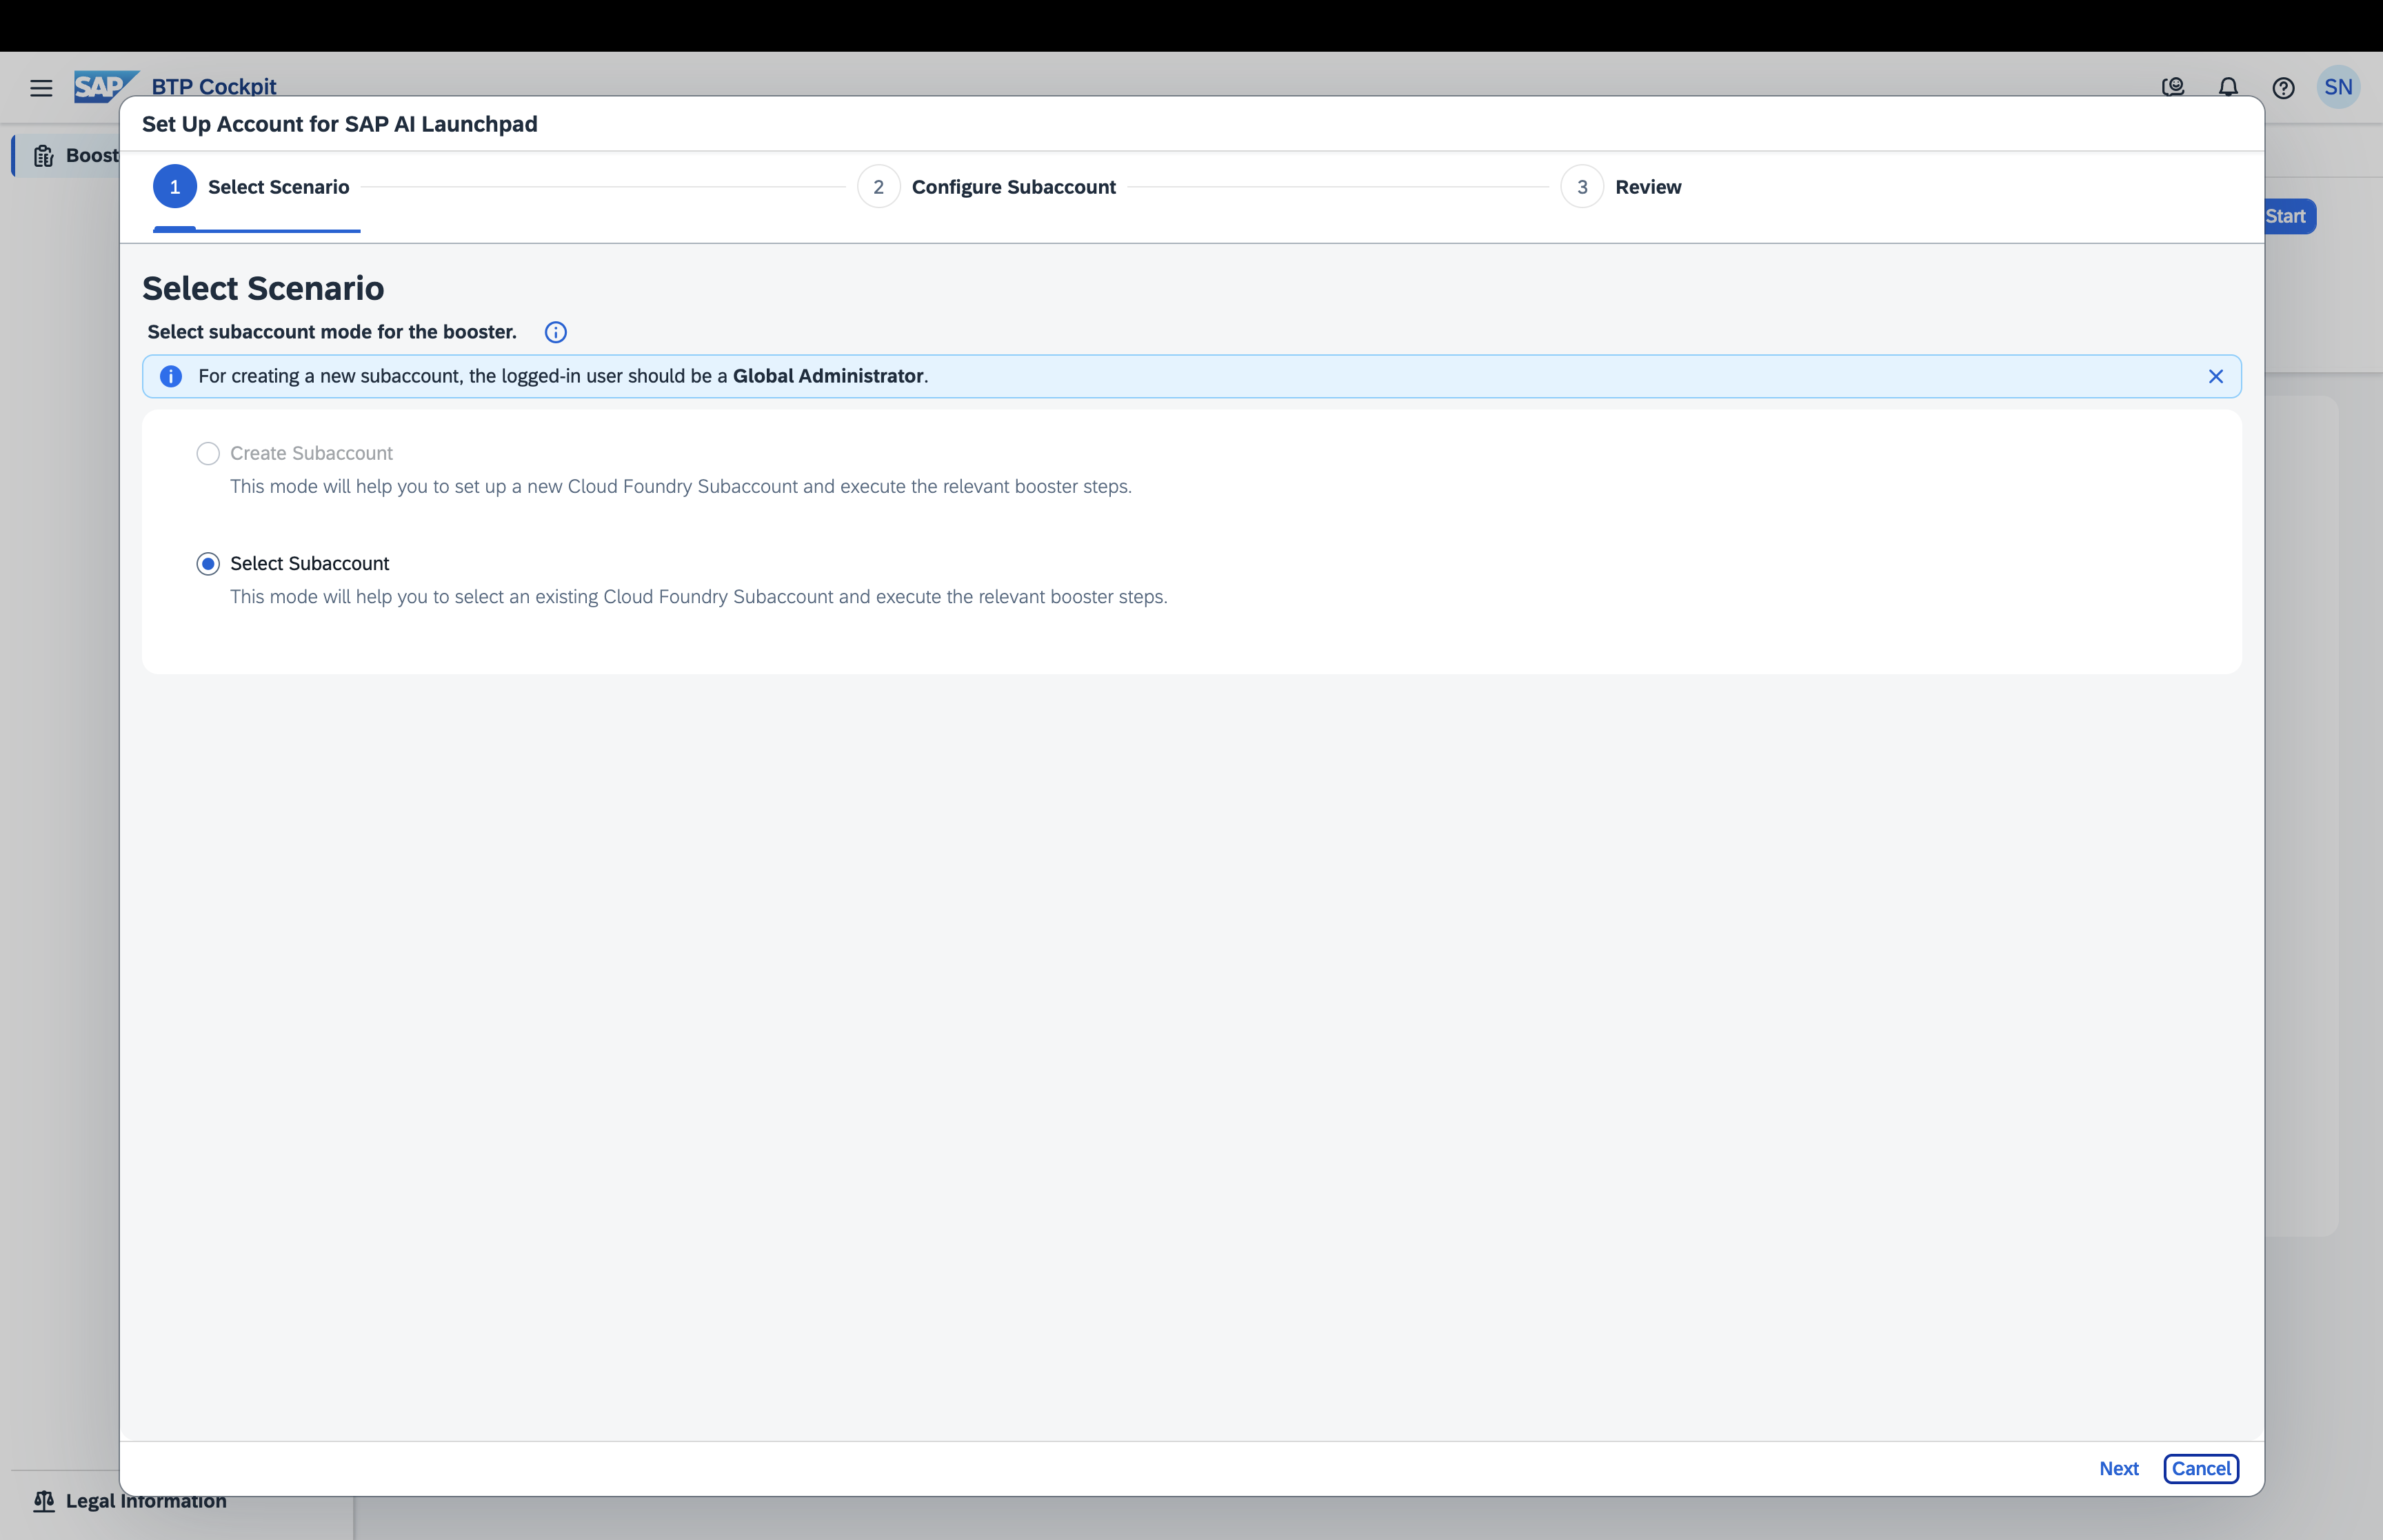 SAP BTP Cockpit
SN
Set Up Account for SAP AI Launchpad
Boost
1 Select Scenario 2 Configure Subaccount 3 Review
Start
Select Scenario
Select subaccount mode for the booster.
For creating a new subaccount, the logged-in user should be a Global Administrator.
Create Subaccount
This mode will help you to set up a new Cloud Foundry Subaccount and execute the relevant booster steps.
Select Subaccount
This mode will help you to select an existing Cloud Foundry Subaccount and execute the relevant booster steps.
Next Cancel
Legal Information